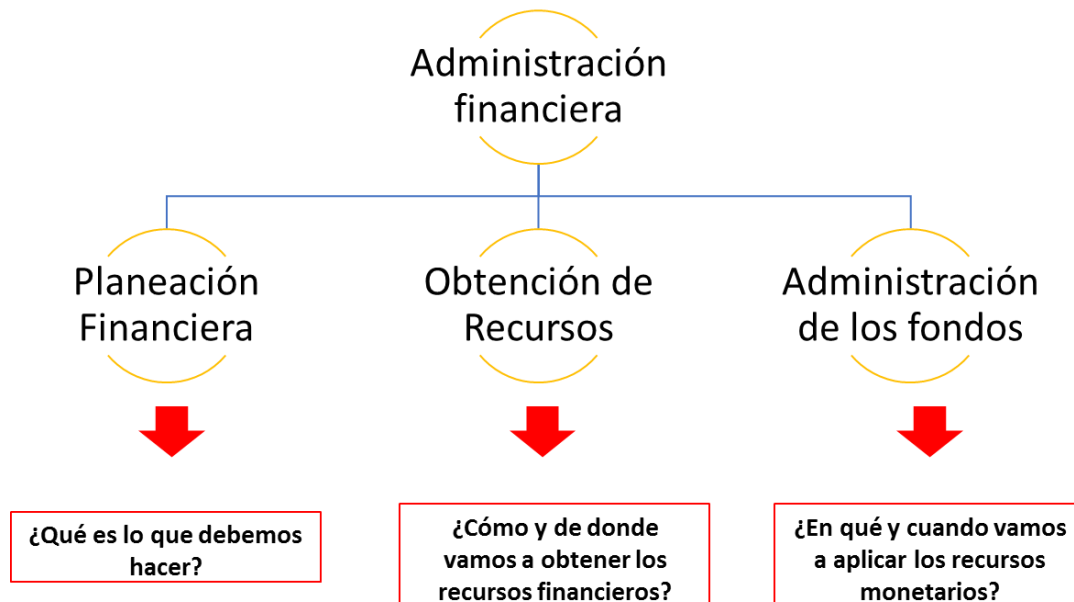 Administración
financiera
Planeación
Financiera
Obtención de
Recursos
Administración
de los fondos
¿Qué es lo que debemos
hacer?
¿Cómo y de donde
vamos a obtener los
recursos financieros?
¿En qué y cuando vamos
a aplicar los recursos
monetarios?